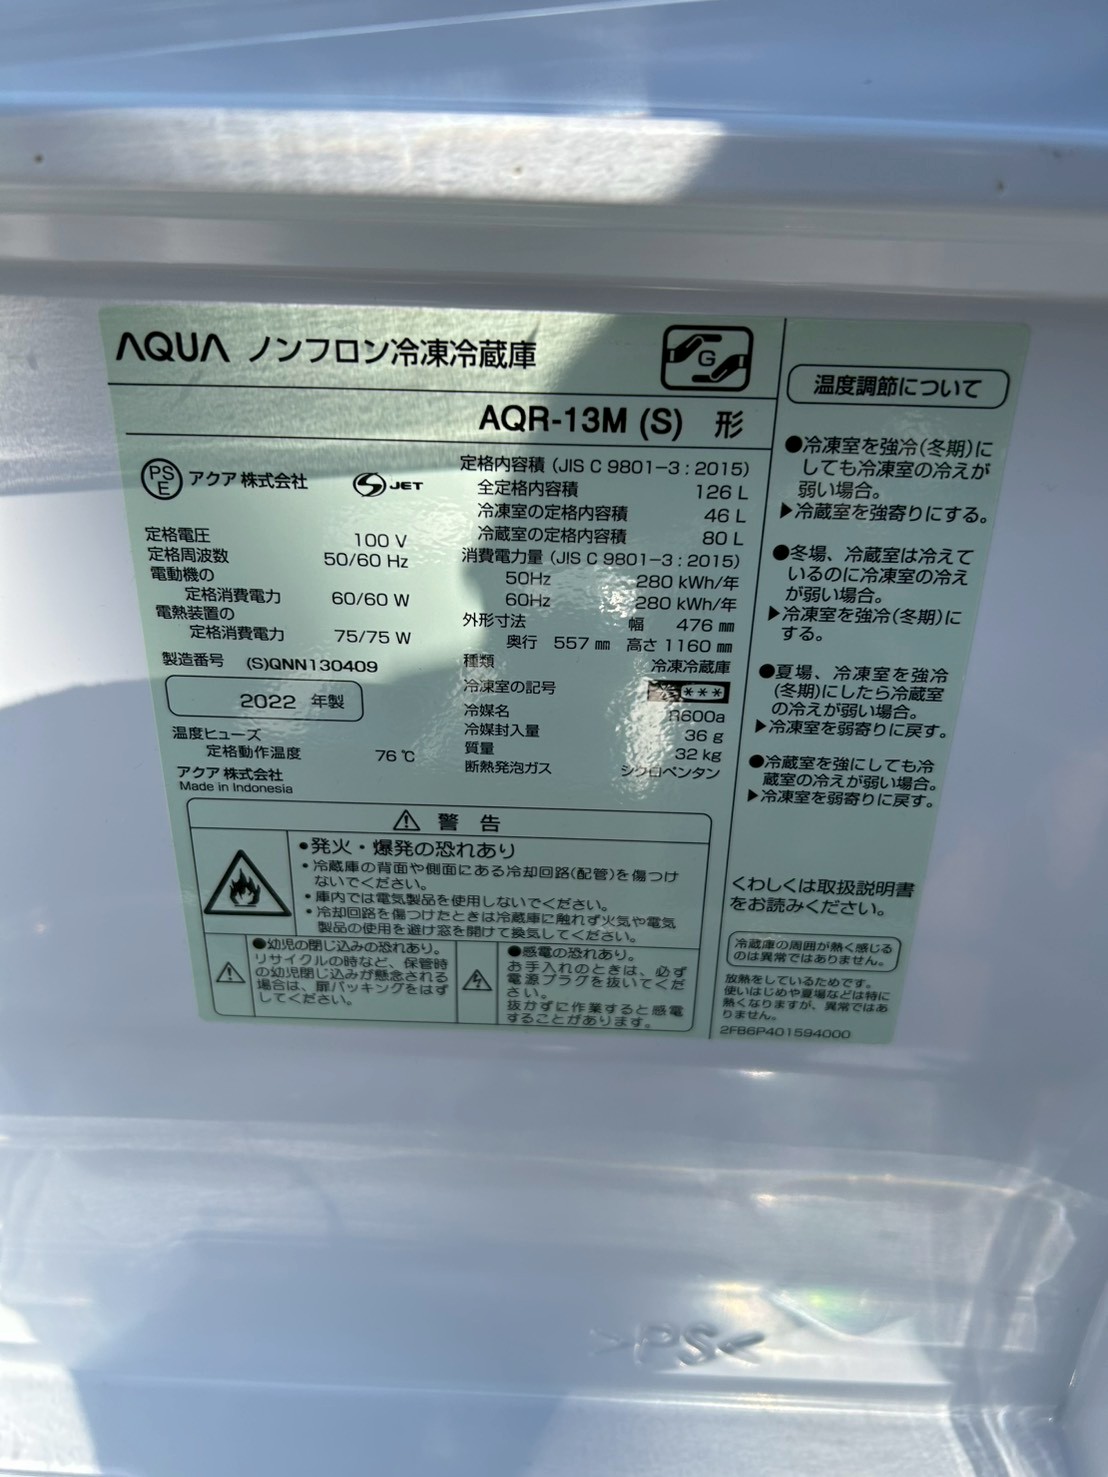 AQUA ノンフロン冷凍冷蔵庫
G
AQR-13M (S) 形
PS
E
アクア 株式会社
S JET
定格電圧 100 V
定格周波数 50/60 Hz
電動機の
定格消費電力 60/60 W
電熱装置の
定格消費電力 75/75 W
製造番号 (S)QNN130409
2022 年製
温度ヒューズ
定格動作温度 76 ℃
アクア 株式会社
Made in Indonesia
定格内容積 (JIS C 9801-3 : 2015)
全定格内容積 126 L
冷凍室の定格内容積 46 L
冷蔵室の定格内容積 80 L
消費電力量 (JIS C 9801-3 : 2015)
50Hz 280 kWh/年
60Hz 280 kWh/年
外形寸法 幅 476 ㎜
奥行 557 ㎜ 高さ 1160 ㎜
種類 冷凍冷蔵庫
冷凍室の記号 ***
冷媒名 R600a
冷媒封入量 36 g
質量 32 kg
断熱発泡ガス シクロペンタン
⚠ 警告
●発火・爆発の恐れあり
・冷蔵庫の背面や側面にある冷却回路(配管)を傷つけ
ないでください。
・庫内では電気製品を使用しないでください。
・冷却回路を傷つけたときは冷蔵庫に触れず火気や電気
製品の使用を避け窓を開けて換気してください。
●幼児の閉じ込みの恐れあり。
リサイクルの時など、保管時
の幼児閉じ込みが懸念される
場合は、扉パッキングをはず
してください。
●感電の恐れあり。
お手入れのときは、必ず
電源プラグを抜いてくだ
さい。
抜かずに作業すると感電
することがあります。
温度調節について
●冷凍室を強冷(冬期)に
しても冷凍室の冷えが
弱い場合。
▶冷蔵室を強寄りにする。
●冬場、冷蔵室は冷えて
いるのに冷凍室の冷え
が弱い場合。
▶冷凍室を強冷(冬期)に
する。
●夏場、冷凍室を強冷
(冬期)にしたら冷蔵室
の冷えが弱い場合。
▶冷凍室を弱寄りに戻す。
●冷蔵室を強にしても冷
蔵室の冷えが弱い場合。
▶冷凍室を弱寄りに戻す。
くわしくは取扱説明書
をお読みください。
冷蔵庫の周囲が熱く感じる
のは異常ではありません。
放熱をしているためです。
使いはじめや夏場などは特に
熱くなりますが、異常ではあ
りません。
2FB6P401594000
>PS<